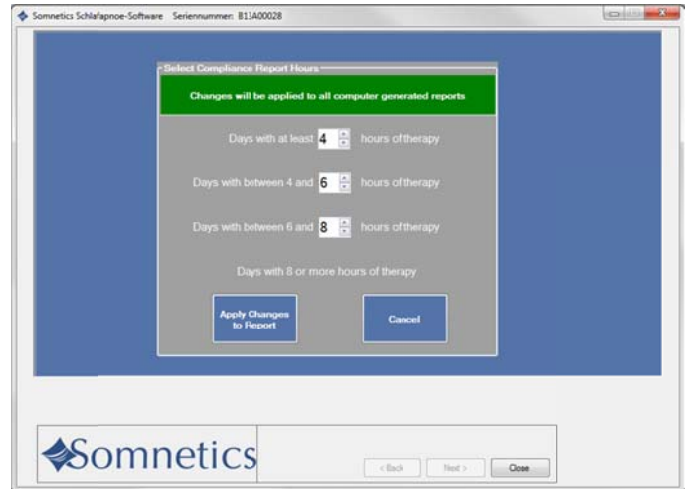 Somnetics Schlafapnoe-Software Seriennummer: B1JA00028
Select Compliance Report Hours
Changes will be applied to all computer generated reports
Days with at least 4 hours oftherapy
Days with between 4 and 6 hours oftherapy
Days with between 6 and 8 hours oftherapy
Days with 8 or more hours of therapy
Apply Changes
to Report
Cancel
Somnetics
< Back
Next >
Close